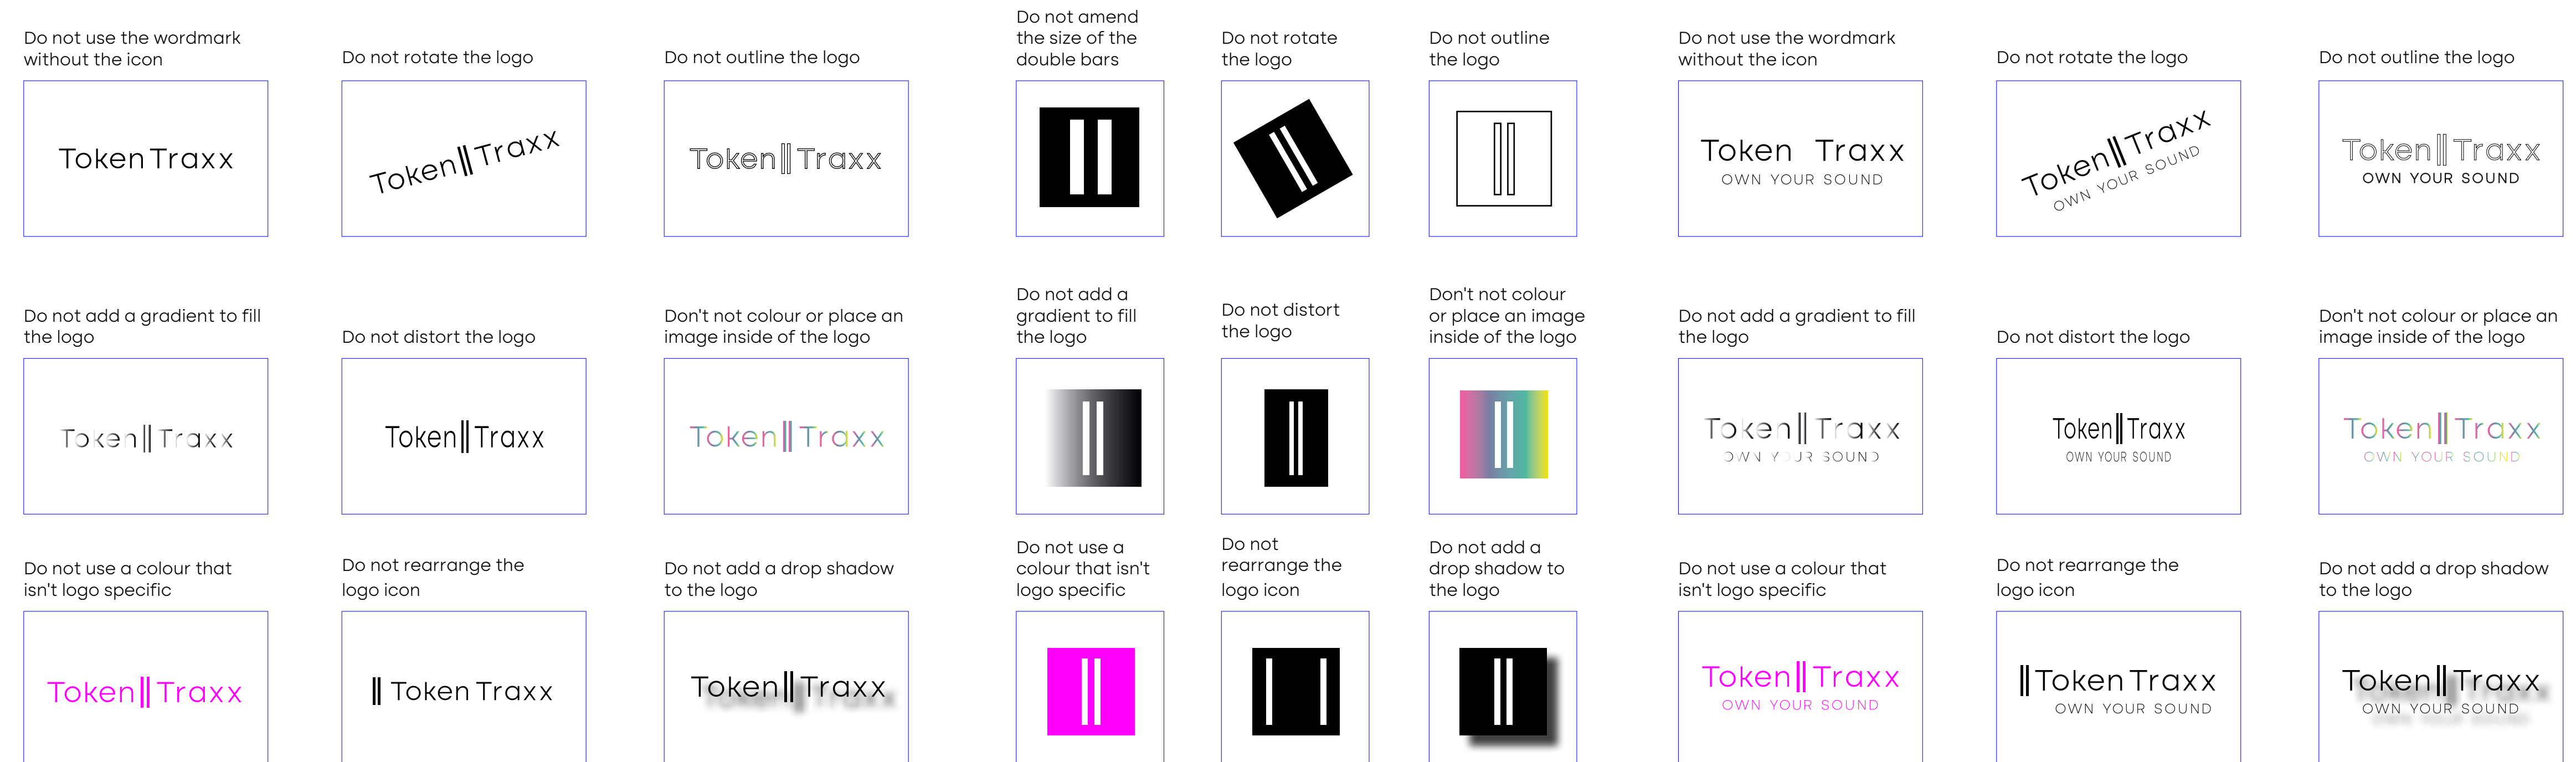 Do not use the wordmark
without the icon
Token Traxx
Do not rotate the logo
Token Traxx
Do not outline the logo
Token Traxx
Do not add a gradient to fill
the logo
Token Traxx
Do not distort the logo
Token Traxx
Don't not colour or place an
image inside of the logo
Token Traxx
Do not use a colour that
isn't logo specific
Token Traxx
Do not rearrange the
logo icon
Token Traxx
Do not add a drop shadow
to the logo
Token Traxx
Do not amend
the size of the
double bars
Do not rotate
the logo
Do not outline
the logo
Do not add a
gradient to fill
the logo
Do not distort
the logo
Don't not colour
or place an image
inside of the logo
Do not use a
colour that isn't
logo specific
Do not
rearrange the
logo icon
Do not add a
drop shadow to
the logo
Do not use the wordmark
without the icon
Token Traxx
OWN YOUR SOUND
Do not rotate the logo
Token Traxx
OWN YOUR SOUND
Do not outline the logo
Token Traxx
OWN YOUR SOUND
Do not add a gradient to fill
the logo
Token Traxx
OWN YOUR SOUND
Do not distort the logo
Token Traxx
OWN YOUR SOUND
Don't not colour or place an
image inside of the logo
Token Traxx
OWN YOUR SOUND
Do not use a colour that
isn't logo specific
Token Traxx
OWN YOUR SOUND
Do not rearrange the
logo icon
Token Traxx
OWN YOUR SOUND
Do not add a drop shadow
to the logo
Token Traxx
OWN YOUR SOUND